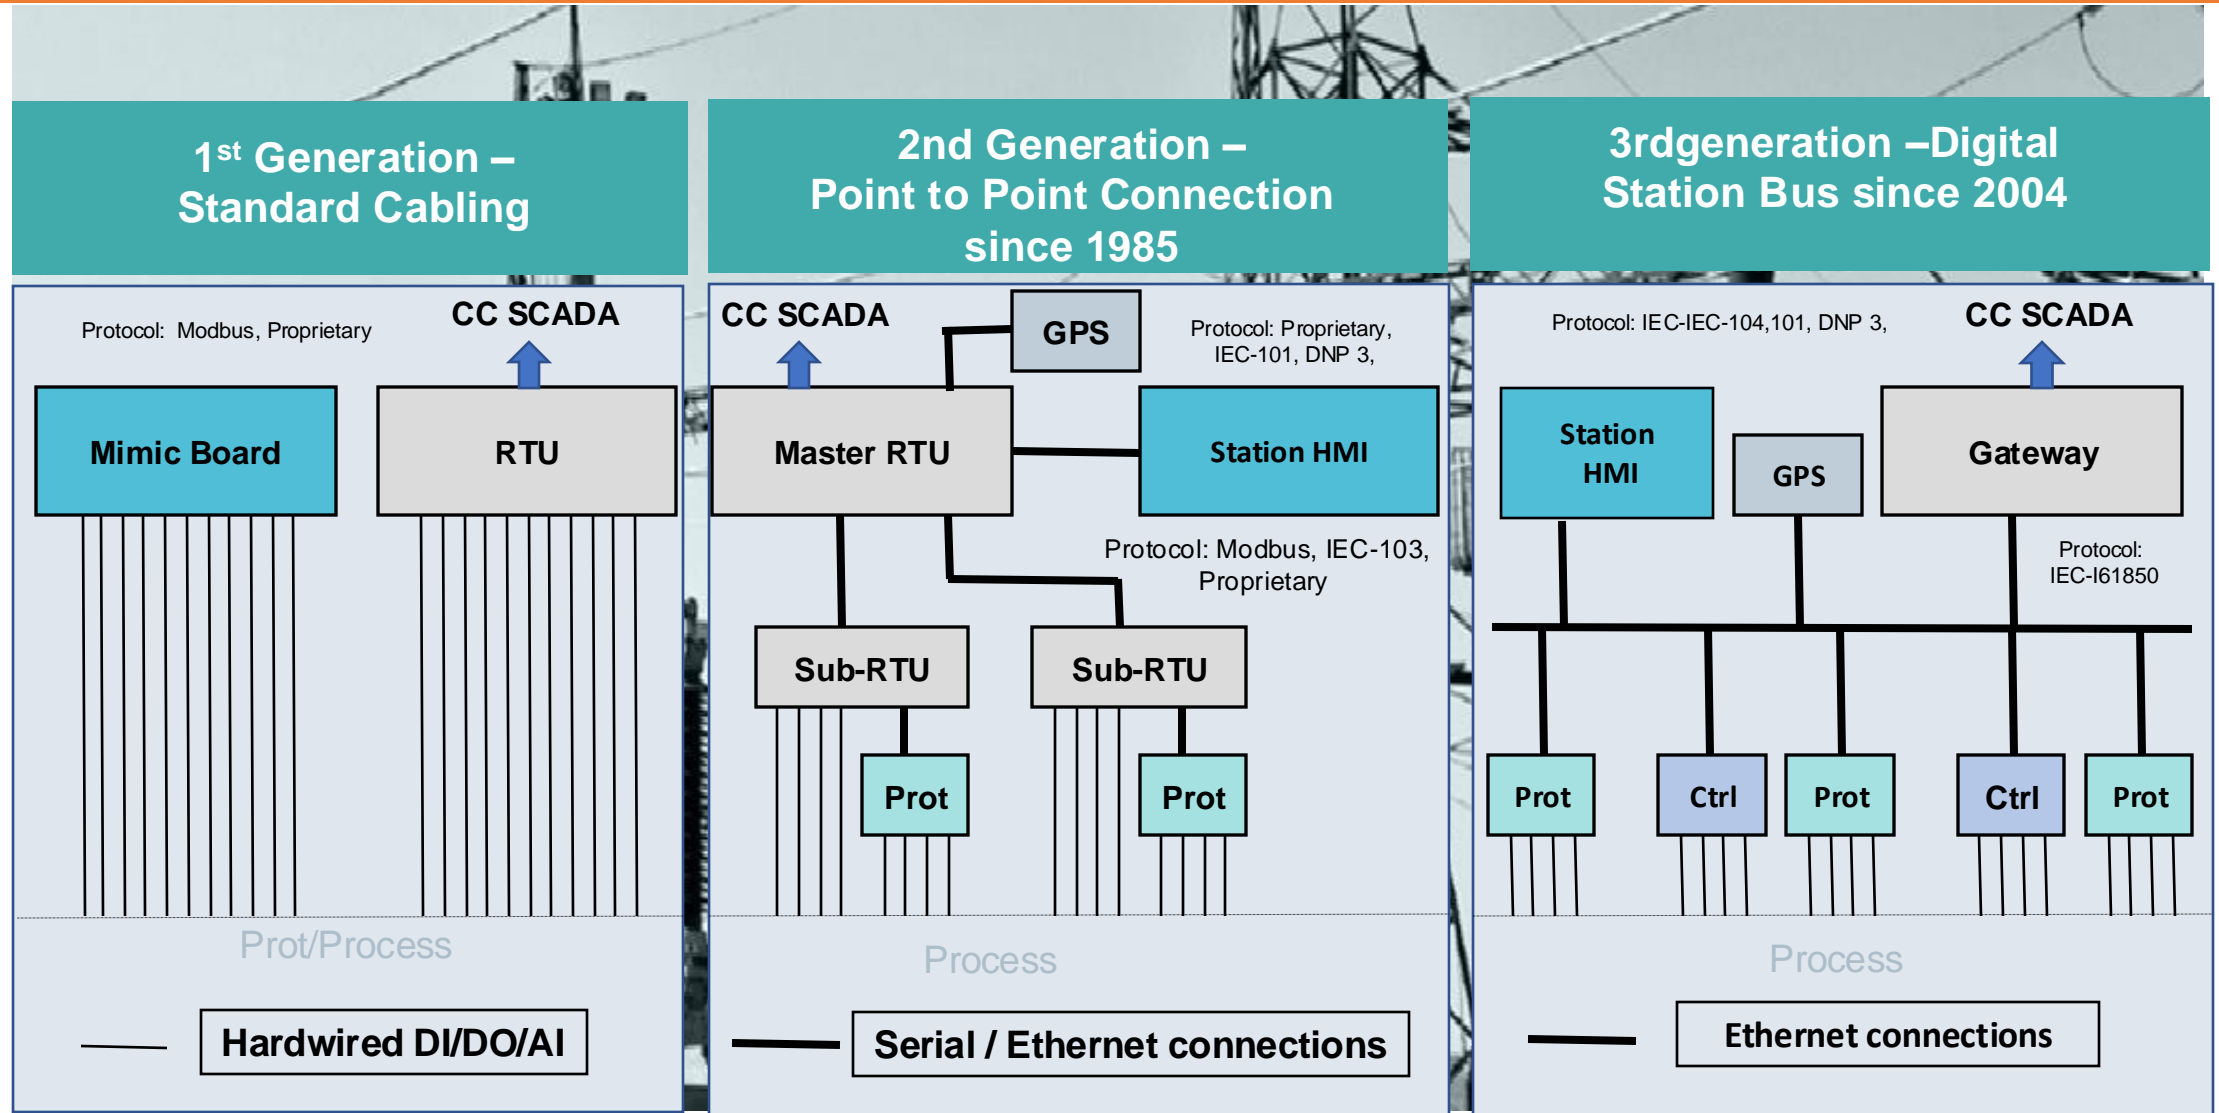 1st Generation –
Standard Cabling
Protocol: Modbus, Proprietary
CC SCADA
Mimic Board
RTU
Prot/Process
Hardwired DI/DO/AI
2nd Generation –
Point to Point Connection
since 1985
CC SCADA
GPS
Protocol: Proprietary,
IEC-101, DNP 3,
Master RTU
Station HMI
Protocol: Modbus, IEC-103,
Proprietary
Sub-RTU
Sub-RTU
Prot
Prot
Process
Serial / Ethernet connections
3rdgeneration –Digital
Station Bus since 2004
Protocol: IEC-IEC-104,101, DNP 3,
CC SCADA
Station
HMI
GPS
Gateway
Protocol:
IEC-I61850
Prot
Ctrl
Prot
Ctrl
Prot
Process
Ethernet connections